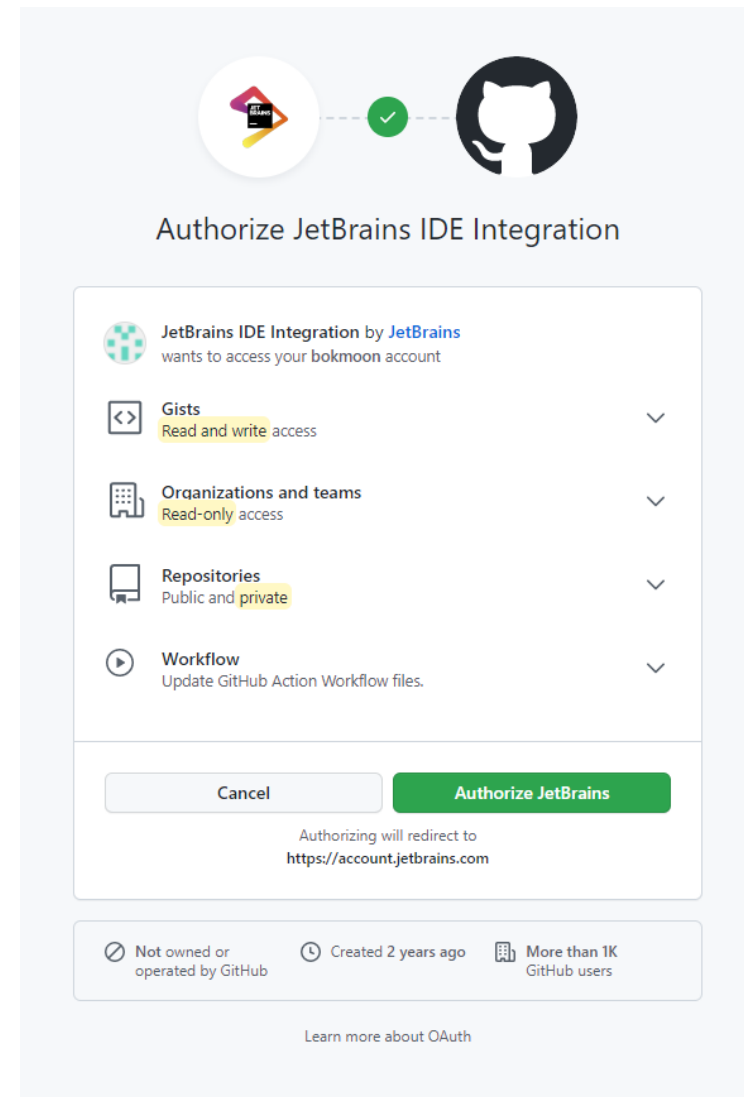 JET
BRAINS
Authorize JetBrains IDE Integration
JetBrains IDE Integration by JetBrains
wants to access your bokmoon account
Gists
Read and write access
Organizations and teams
Read-only access
Repositories
Public and private
Workflow
Update GitHub Action Workflow files.
Cancel
Authorize JetBrains
Authorizing will redirect to
https://account.jetbrains.com
Not owned or
operated by GitHub
Created 2 years ago
More than 1K
GitHub users
Learn more about OAuth